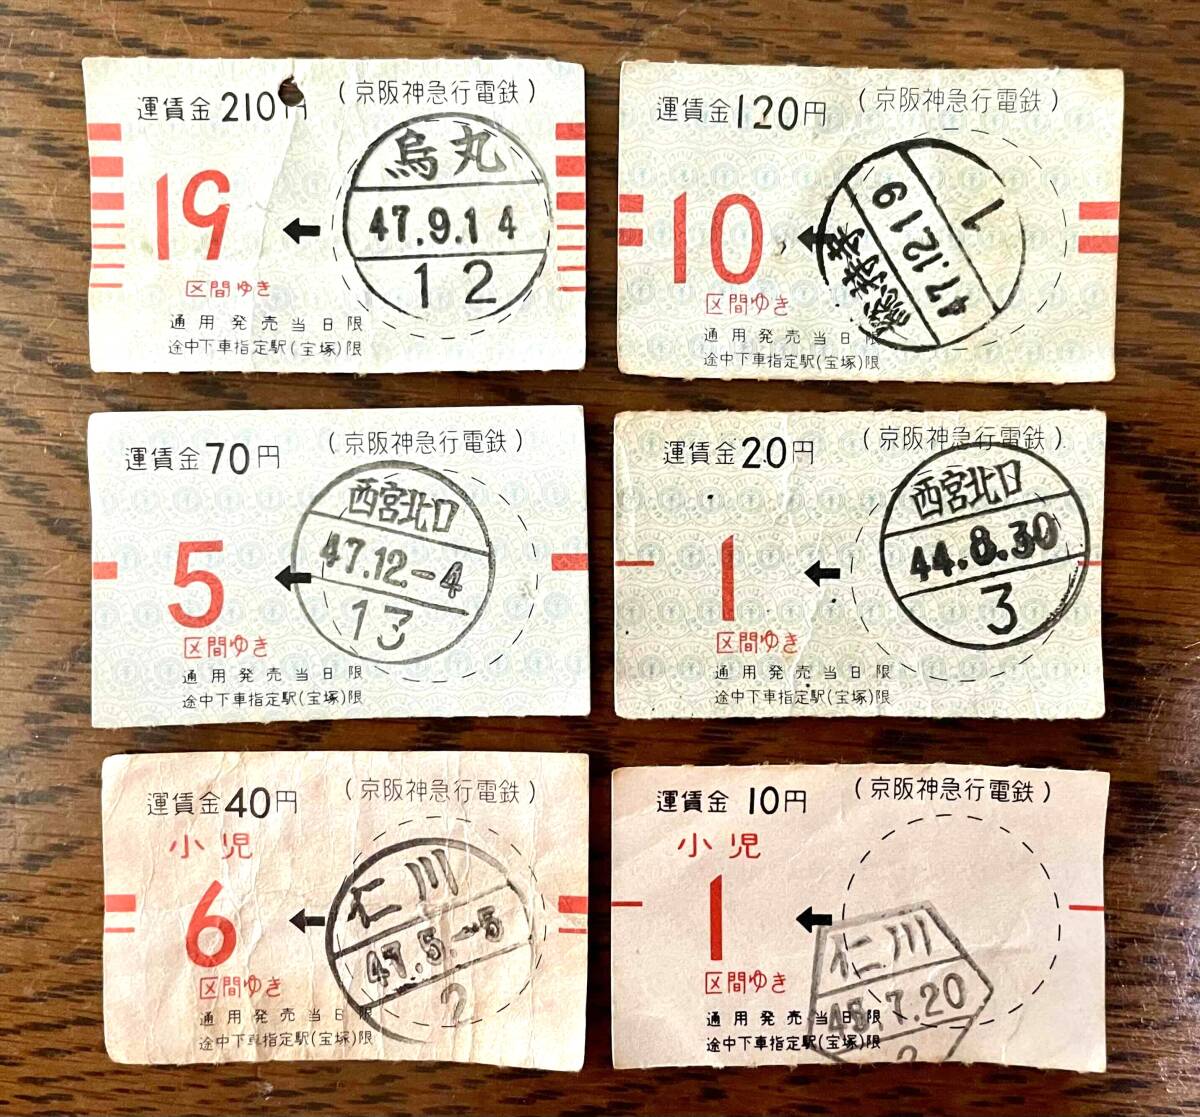 運賃金 210円 (京阪神急行電鉄)
19
区間ゆき
烏丸
47.9.14
12
通用発売当日限
途中下車指定駅(宝塚)限
運賃金 120円 (京阪神急行電鉄)
10
区間ゆき
47.12.19
1
通用発売当日限
途中下車指定駅(宝塚)限
運賃金 70円 (京阪神急行電鉄)
5
区間ゆき
西宮北口
47.12-4
13
通用発売当日限
途中下車指定駅(宝塚)限
運賃金 20円 (京阪神急行電鉄)
1
区間ゆき
西宮北口
44.8.30
3
通用発売当日限
途中下車指定駅(宝塚)限
運賃金 40円 (京阪神急行電鉄)
小児
6
区間ゆき
仁川
47.5.-5
2
通用発売当日限
途中下車指定駅(宝塚)限
運賃金 10円 (京阪神急行電鉄)
小児
1
区間ゆき
仁川
45.7.20
2
通用発売当日限
途中下車指定駅(宝塚)限